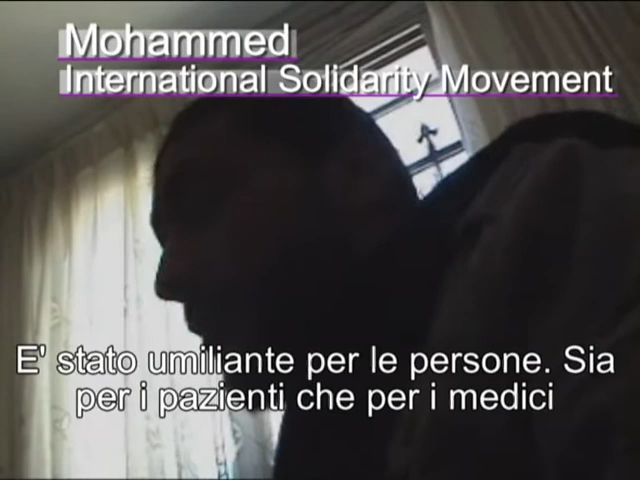 Mohammed
International Solidarity Movement
E' stato umiliante per le persone. Sia
per i pazienti che per i medici